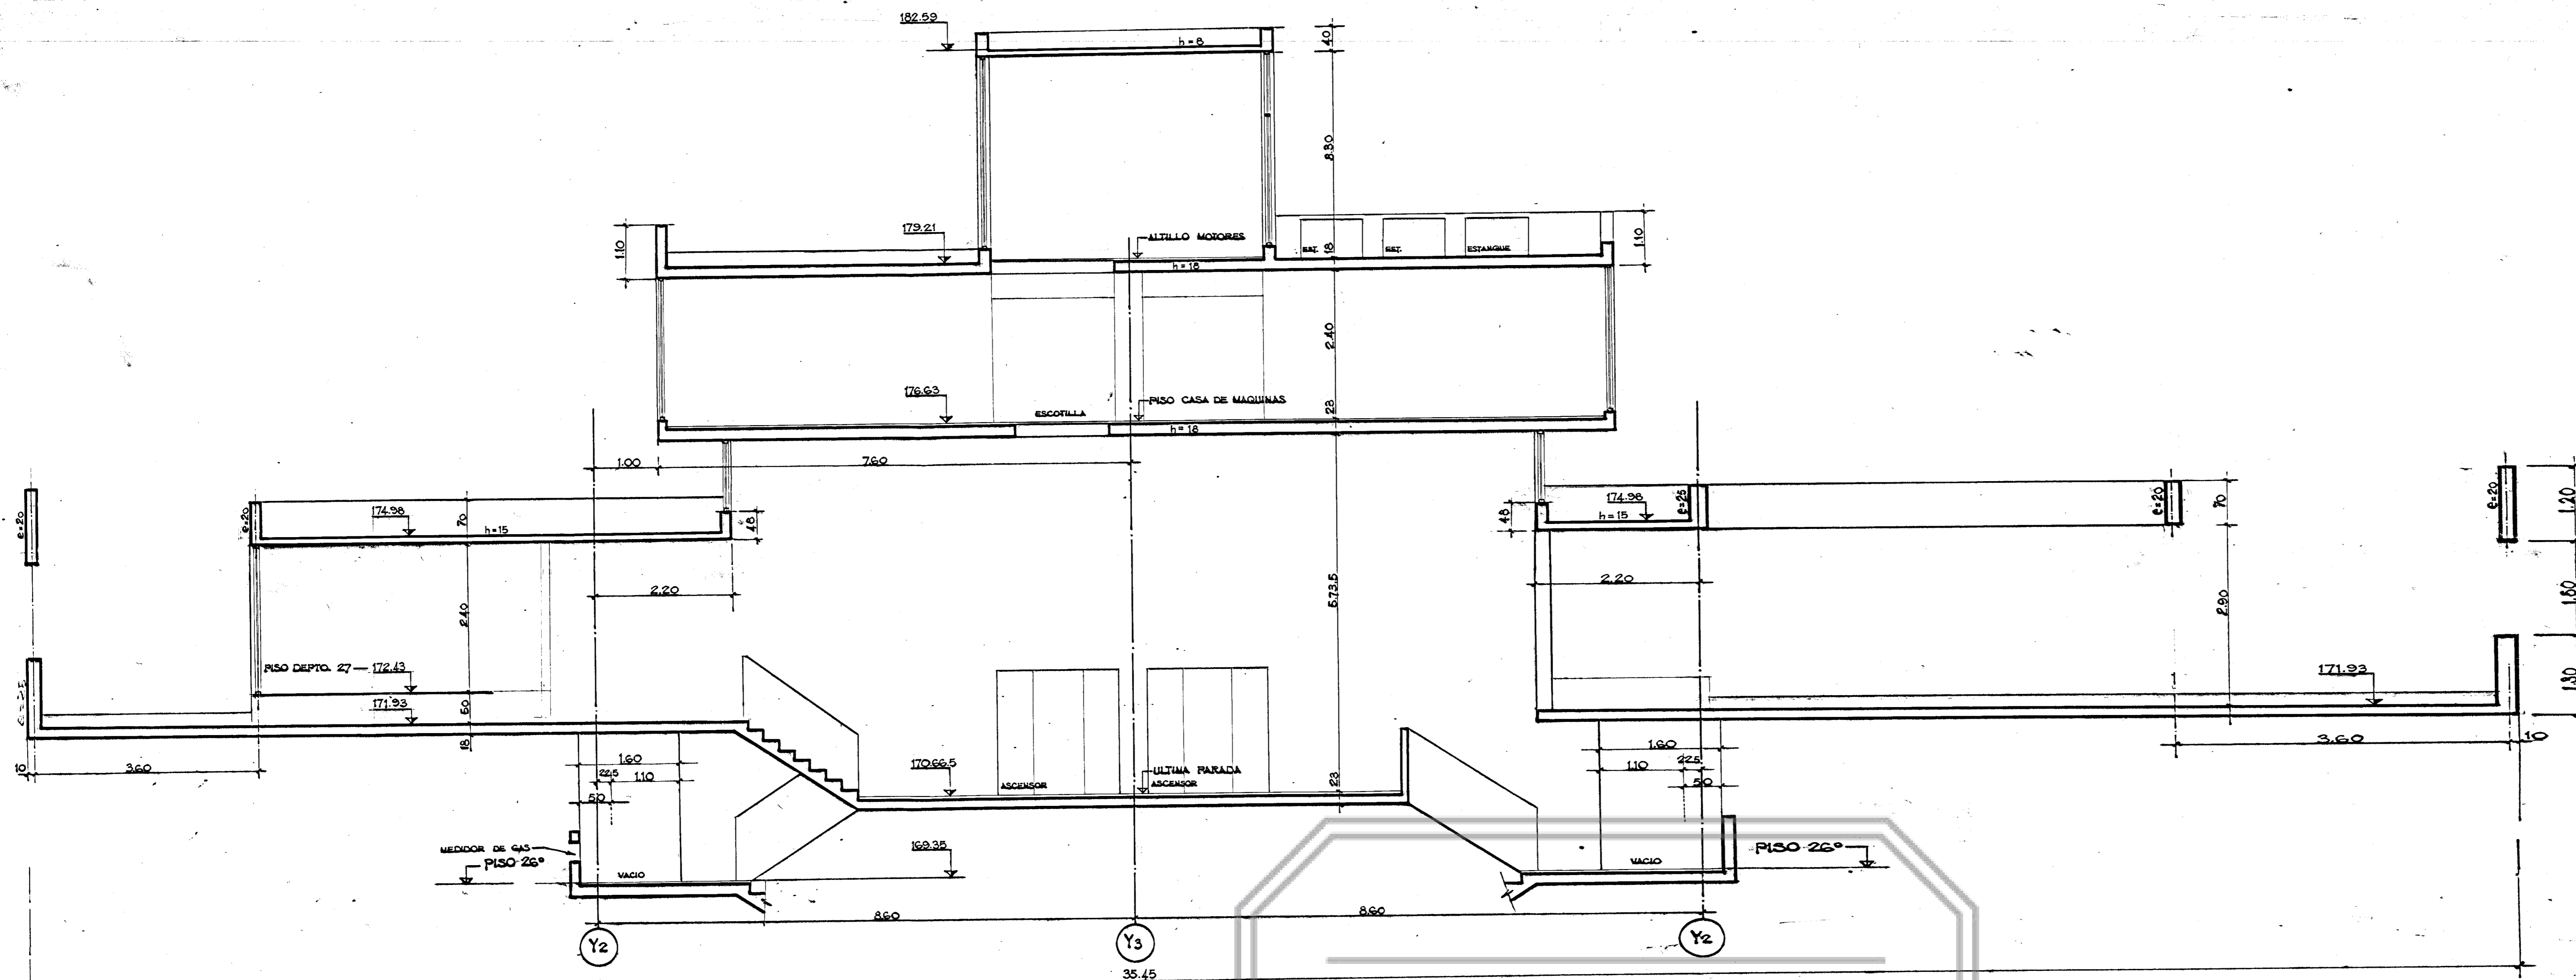 182.59
h=8
40
8.30
179.21
ALTILLO MOTORES
1.10
h=18
18
EST.
EST.
ESTANQUE
1.10
2.40
176.63
ESCOTILLA
PISO CASA DE MAQUINAS
23
h=18
1.00
7.60
e=20
e=20
174.98
70
h=15
48
48
174.98
h=15
e=25
e=20
70
e=20
1.20
2.20
5.73.5
2.20
2.40
2.90
1.80
PISO DEPTO. 27 — 172.43
171.93
50
18
171.93
1.30
10
3.60
1.60
22.5
1.10
50
170.66.5
ASCENSOR
ULTIMA PARADA
ASCENSOR
23
1.60
1.10
22.5
50
3.60
10
MEDIDOR DE GAS
PISO 26°
VACIO
169.35
VACIO
PISO 26°
8.60
8.60
Y2
Y3
Y2
35.45